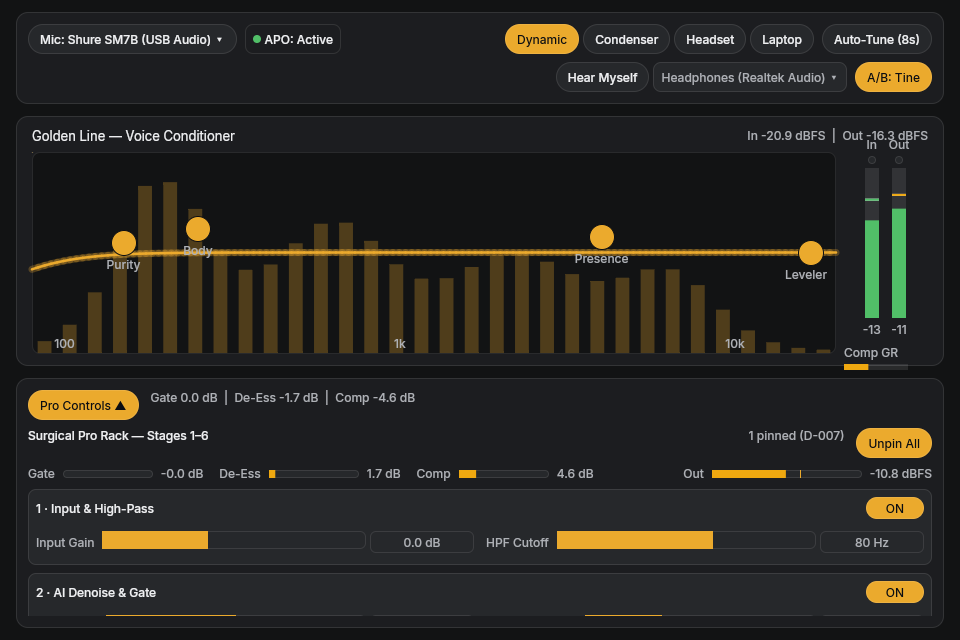 Mic: Shure SM7B (USB Audio) ▾ APO: Active Dynamic Condenser Headset Laptop Auto-Tune (8s)
Hear Myself Headphones (Realtek Audio) ▾ A/B: Tine
Golden Line — Voice Conditioner In -20.9 dBFS | Out -16.3 dBFS
In Out
Purity Body Presence Leveler
100 1k 10k
-13 -11
Comp GR
Pro Controls ▲ Gate 0.0 dB | De-Ess -1.7 dB | Comp -4.6 dB
Surgical Pro Rack — Stages 1–6 1 pinned (D-007) Unpin All
Gate -0.0 dB De-Ess 1.7 dB Comp 4.6 dB Out -10.8 dBFS
1 · Input & High-Pass ON
Input Gain 0.0 dB HPF Cutoff 80 Hz
2 · AI Denoise & Gate ON